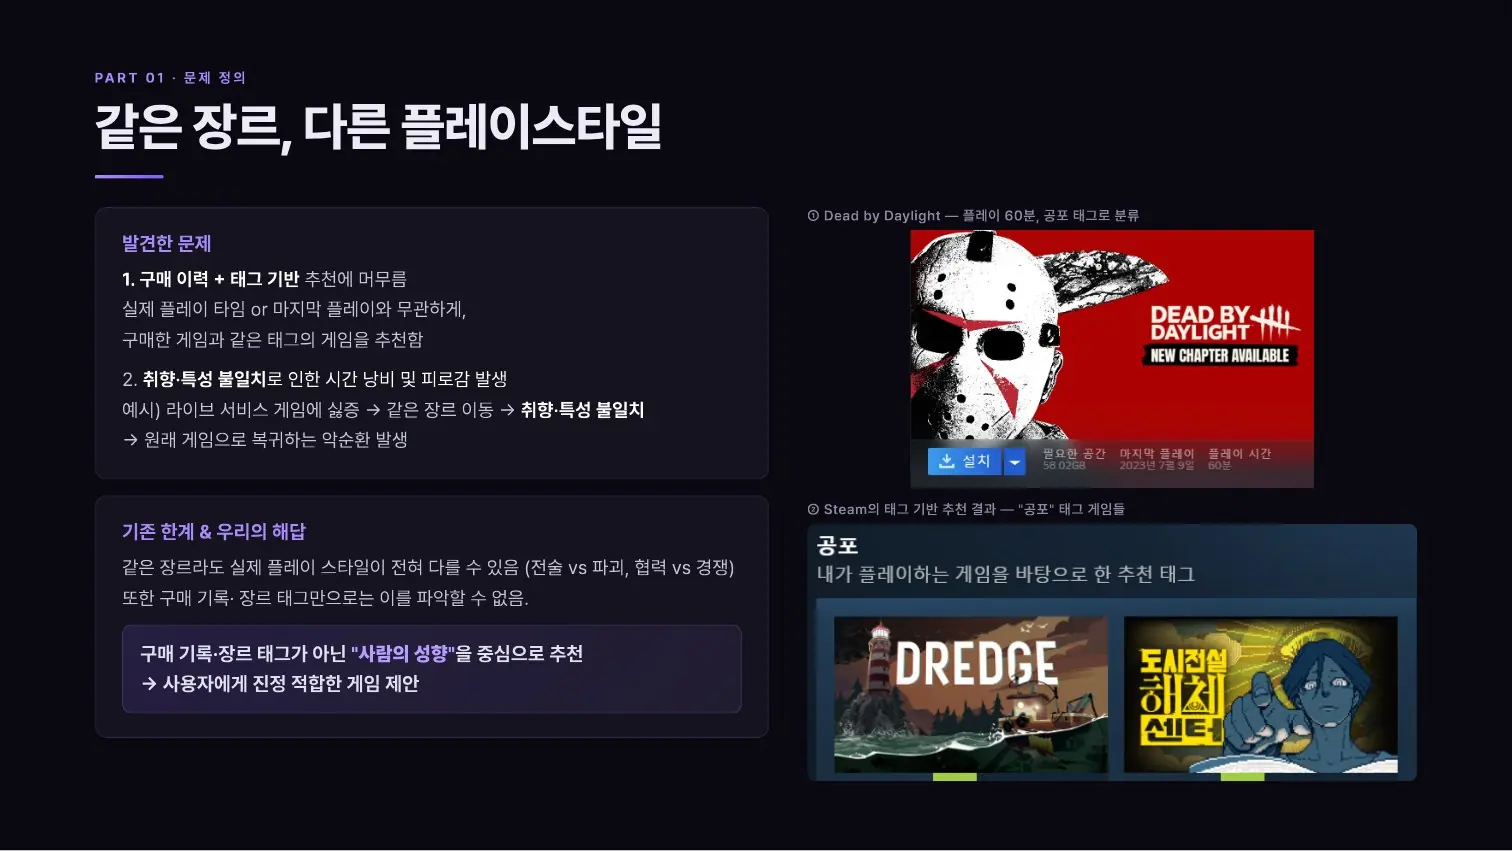 PART 01 · 문제 정의
같은 장르, 다른 플레이스타일
발견한 문제
1. 구매 이력 + 태그 기반 추천에 머무름
실제 플레이 타임 or 마지막 플레이와 무관하게,
구매한 게임과 같은 태그의 게임을 추천함
2. 취향·특성 불일치로 인한 시간 낭비 및 피로감 발생
예시) 라이브 서비스 게임에 싫증 → 같은 장르 이동 → 취향·특성 불일치
→ 원래 게임으로 복귀하는 악순환 발생
기존 한계 & 우리의 해답
같은 장르라도 실제 플레이 스타일이 전혀 다를 수 있음 (전술 vs 파괴, 협력 vs 경쟁)
또한 구매 기록· 장르 태그만으로는 이를 파악할 수 없음.
구매 기록·장르 태그가 아닌 "사람의 성향"을 중심으로 추천
→ 사용자에게 진정 적합한 게임 제안
① Dead by Daylight — 플레이 60분, 공포 태그로 분류
DEAD BY
DAYLIGHT
NEW CHAPTER AVAILABLE
설치
필요한 공간 마지막 플레이 플레이 시간
58.02GB 2023년 7월 9일 60분
② Steam의 태그 기반 추천 결과 — "공포" 태그 게임들
공포
내가 플레이하는 게임을 바탕으로 한 추천 태그
DREDGE
도시전설
해체
센터